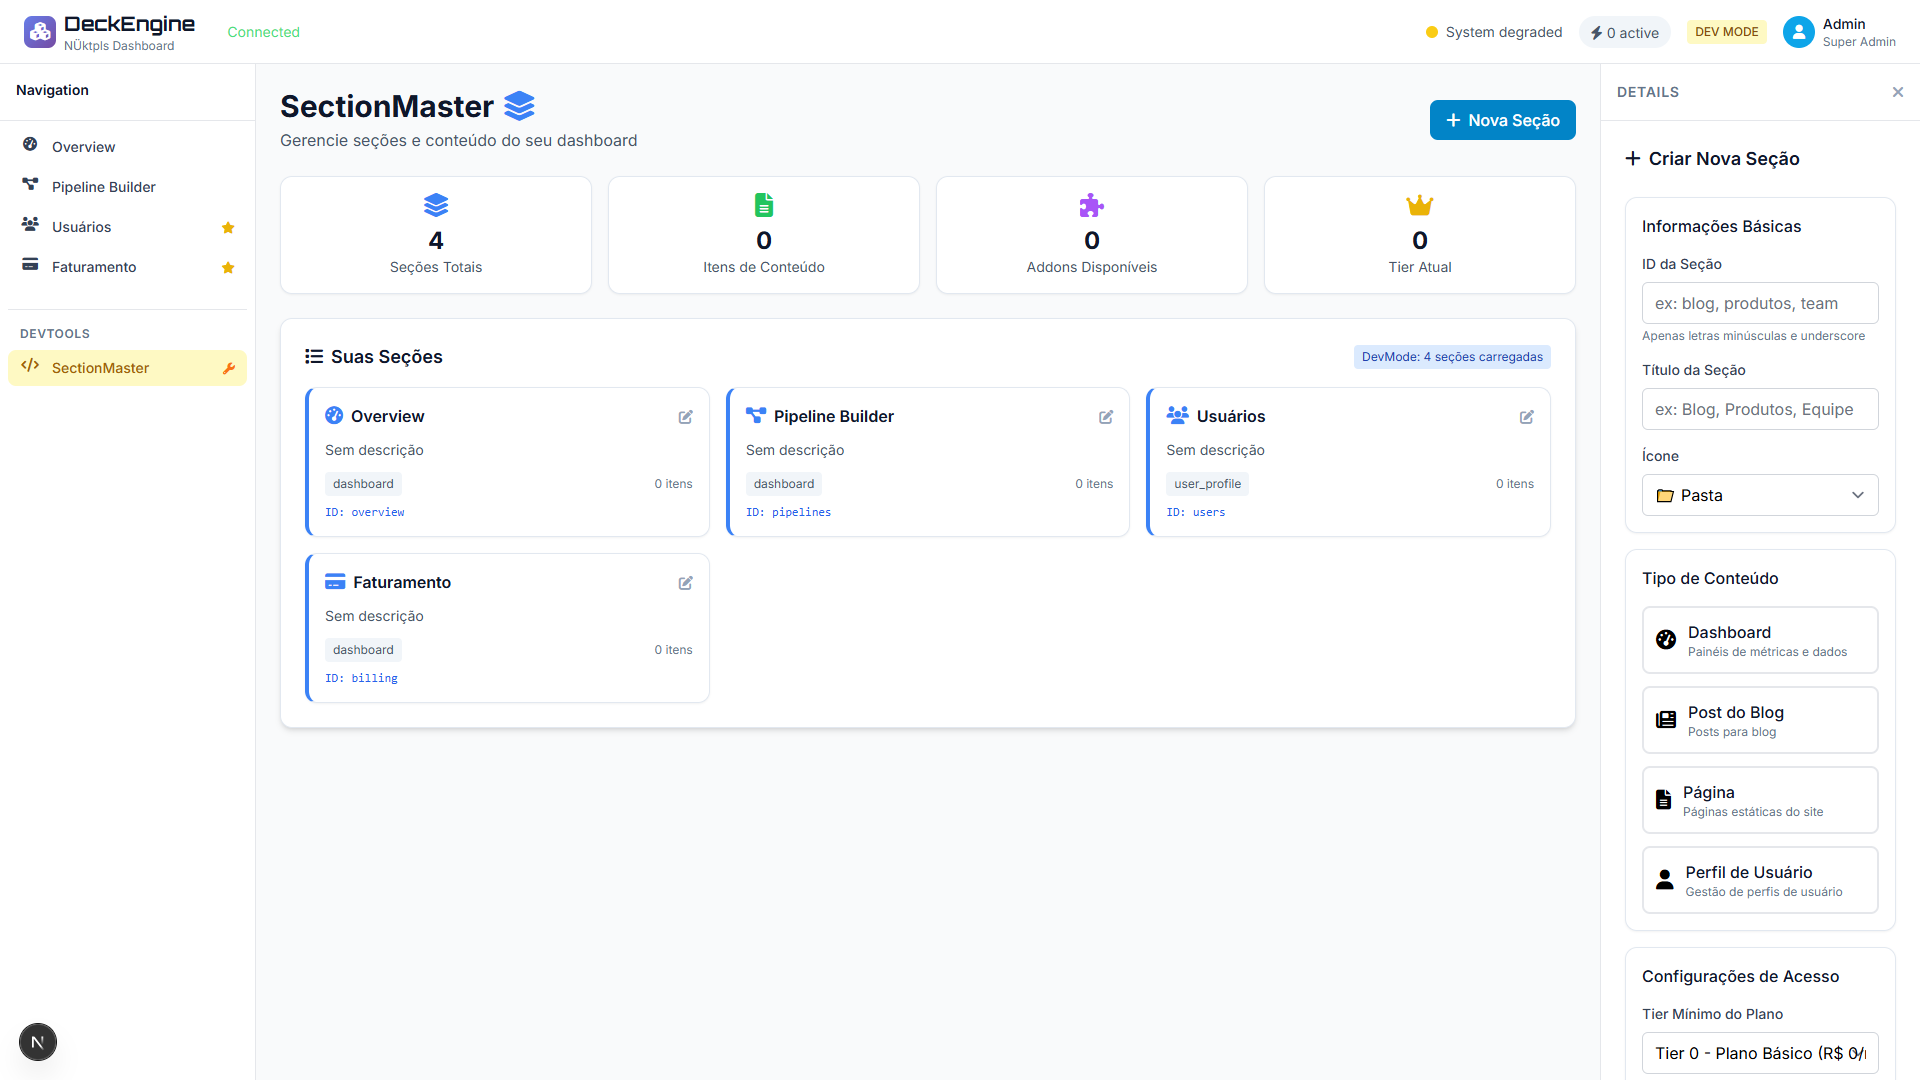 DeckEngine
NÜktpls Dashboard
Connected
System degraded
0 active
DEV MODE
Admin
Super Admin
Navigation
Overview
Pipeline Builder
Usuários
Faturamento
DEVTOOLS
SectionMaster
N
SectionMaster
Gerencie seções e conteúdo do seu dashboard
Nova Seção
4
Seções Totais
0
Itens de Conteúdo
0
Addons Disponíveis
0
Tier Atual
Suas Seções
DevMode: 4 seções carregadas
Overview
Sem descrição
dashboard
0 itens
ID: overview
Pipeline Builder
Sem descrição
dashboard
0 itens
ID: pipelines
Usuários
Sem descrição
user_profile
0 itens
ID: users
Faturamento
Sem descrição
dashboard
0 itens
ID: billing
DETAILS
Criar Nova Seção
Informações Básicas
ID da Seção
ex: blog, produtos, team
Apenas letras minúsculas e underscore
Título da Seção
ex: Blog, Produtos, Equipe
Ícone
Pasta
Tipo de Conteúdo
Dashboard
Painéis de métricas e dados
Post do Blog
Posts para blog
Página
Páginas estáticas do site
Perfil de Usuário
Gestão de perfis de usuário
Configurações de Acesso
Tier Mínimo do Plano
Tier 0 - Plano Básico (R$ 0/